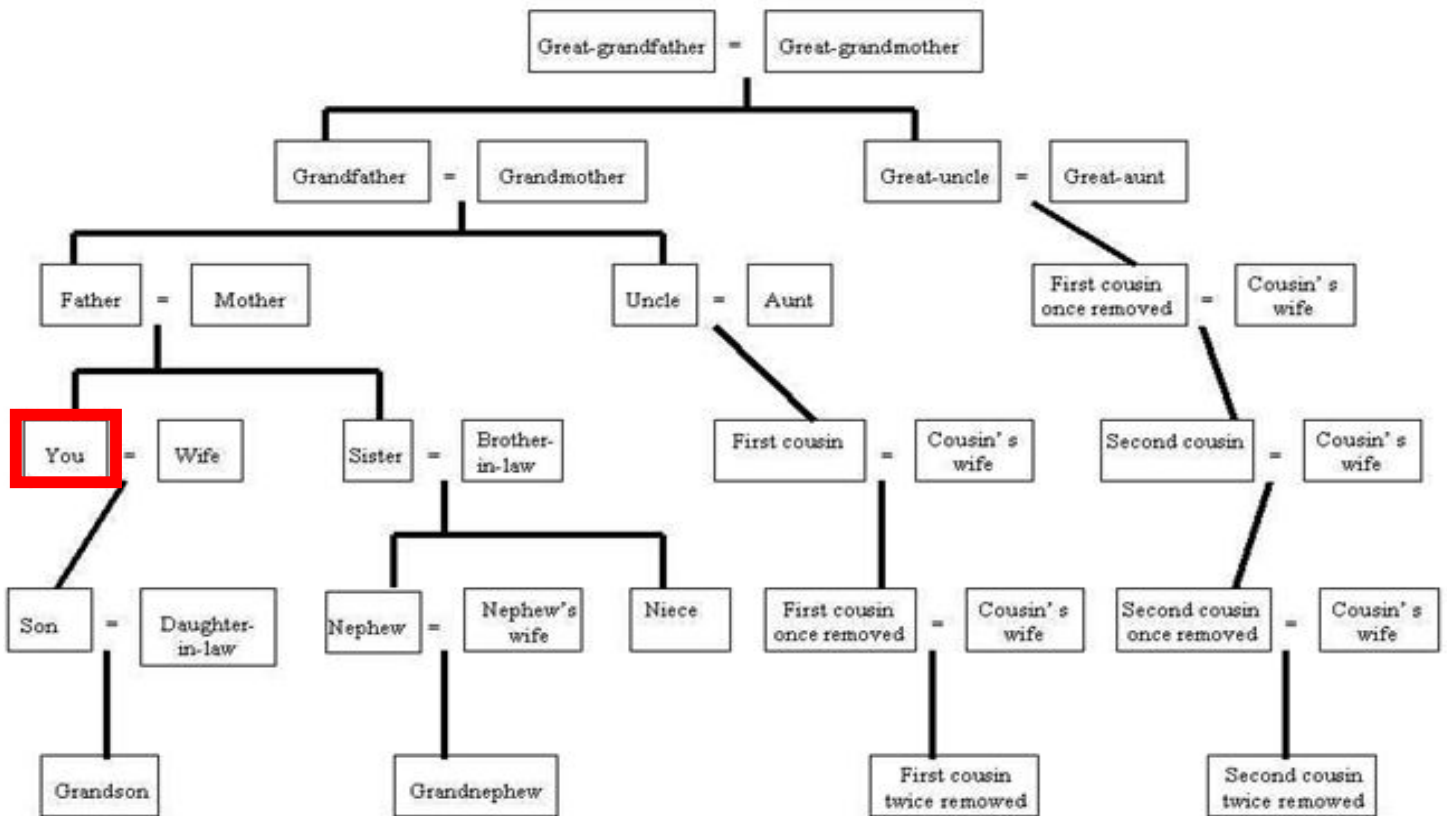 Great-grandfather = Great-grandmother
Grandfather = Grandmother
Great-uncle = Great-aunt
Father = Mother
Uncle = Aunt
First cousin
once removed
=
Cousin' s
wife
You = Wife
Sister =
Brother-
in-law
First cousin
=
Cousin' s
wife
Second cousin
=
Cousin' s
wife
Son =
Daughter-
in-law
Nephew =
Nephew's
wife
Niece
First cousin
once removed
=
Cousin' s
wife
Second cousin
once removed
=
Cousin' s
wife
Grandson
Grandnephew
First cousin
twice remowed
Second cousin
twice removed